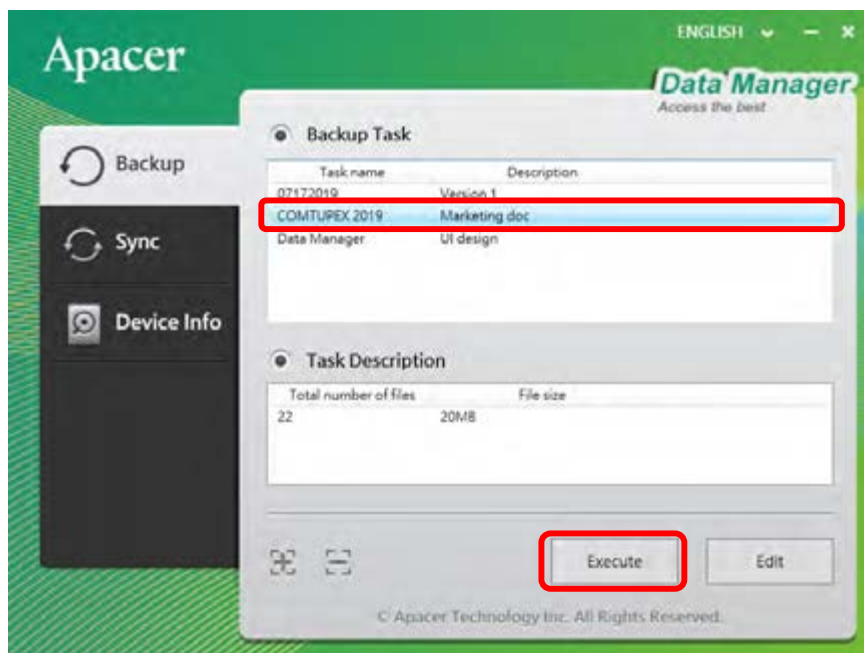 ENGLISH
Apacer
Data Manager
Access the best
Backup Task
Backup
Task name Description
07172019 Version 1
COMTUPEX 2019 Marketing doc
Data Manager UI design
Sync
Device Info
Task Description
Total number of files File size
22 20MB
Execute Edit
© Apacer Technology Inc. All Rights Reserved.